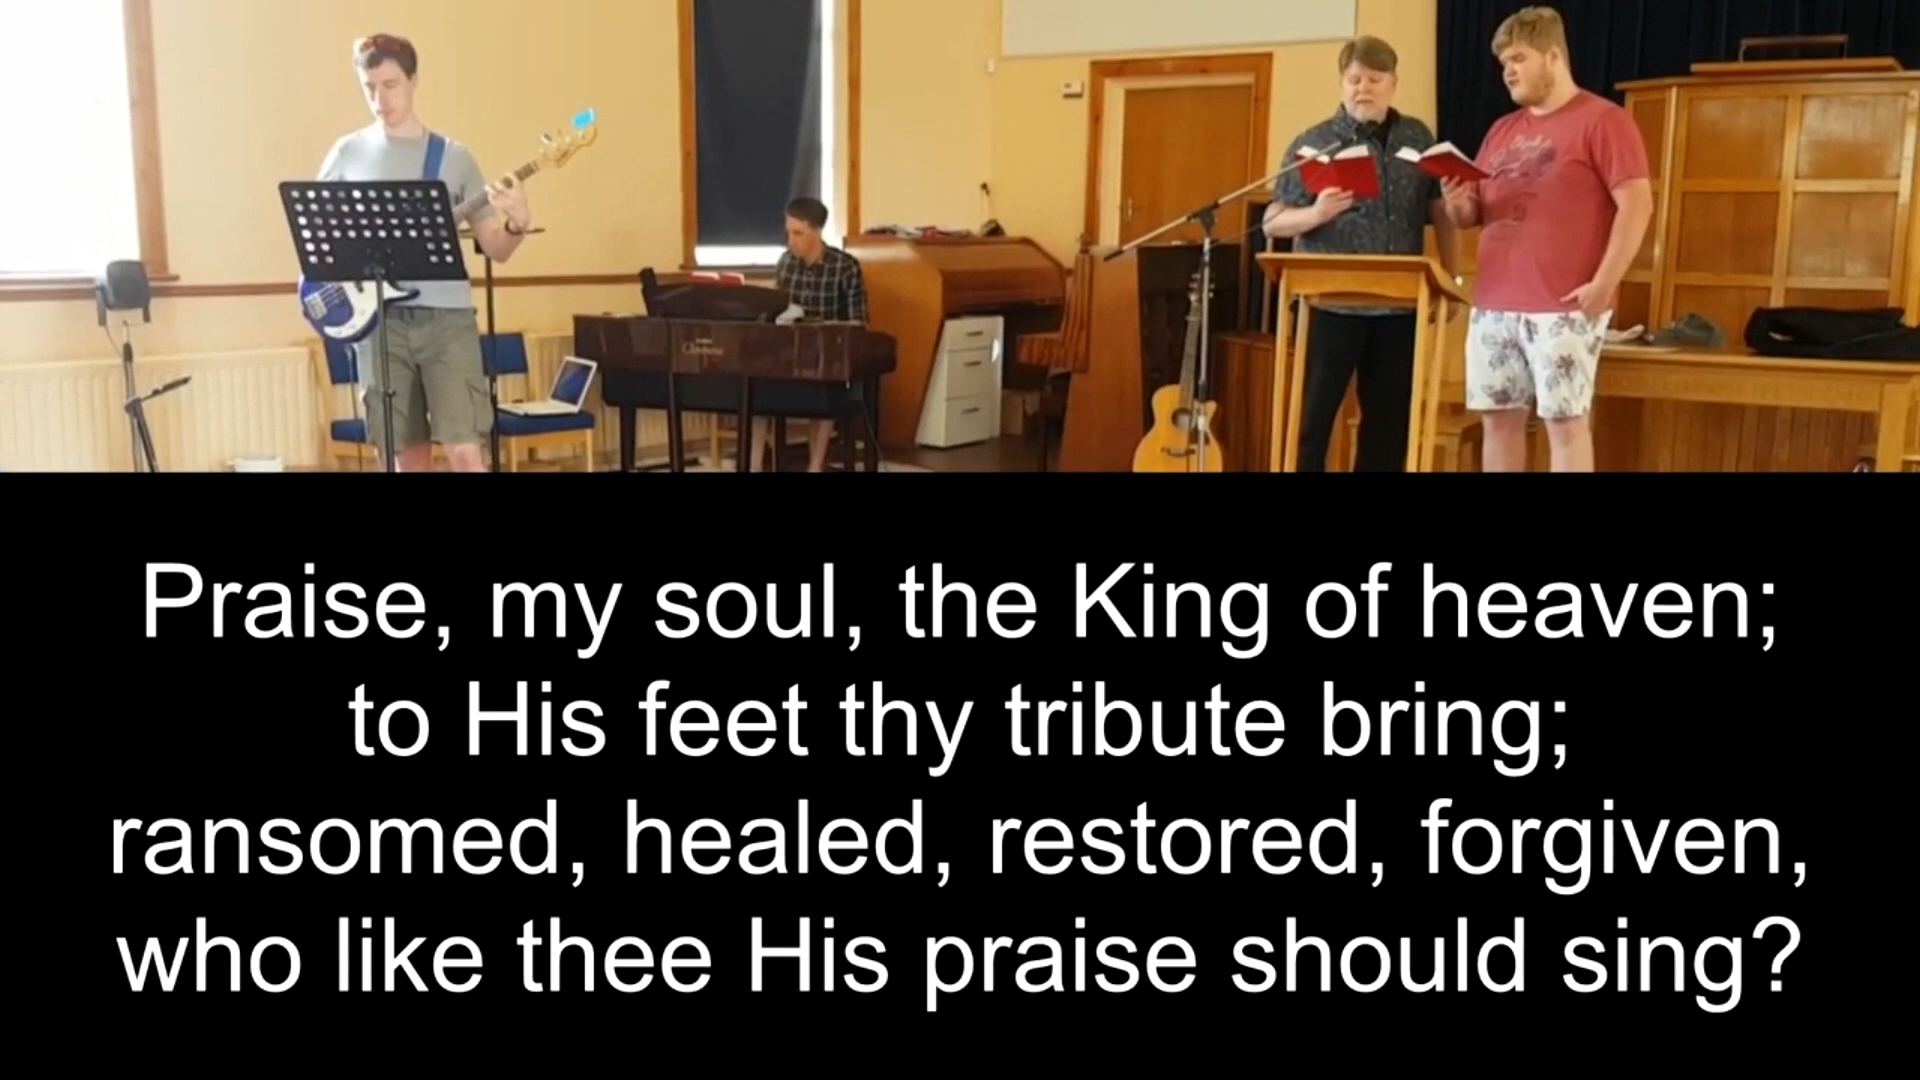 Clavinova
Praise, my soul, the King of heaven;
to His feet thy tribute bring;
ransomed, healed, restored, forgiven,
who like thee His praise should sing?